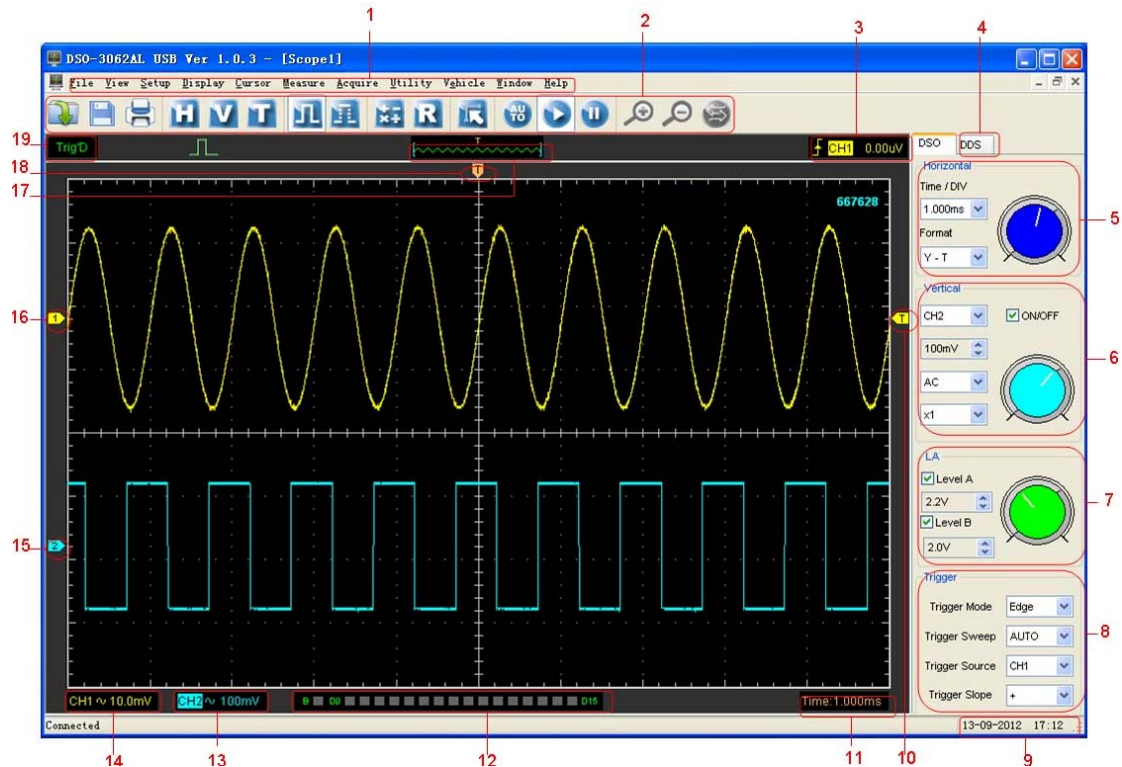 1 2 3 4
DSO-3062AL USB Ver 1.0.3 - [Scope1]
File View Setup Display Cursor Measure Acquire Utility Vehicle Window Help
H V T R AUTO
19 Trig'D T CH1 0.00uV DSO DDS
18 T
17
667628
Horizontal
Time / DIV
1.000ms
Format
Y - T
5
16 1 T
Vertical
CH2 ON/OFF
100mV
AC
x1
6
LA
Level A
2.2V
Level B
2.0V
7
15 2
Trigger
Trigger Mode Edge
Trigger Sweep AUTO
Trigger Source CH1
Trigger Slope +
8
CH1 ∿ 10.0mV CH2 ∿ 100mV D0 D15 Time:1.000ms
Connected 13-09-2012 17:12
14 13 12 11 10 9